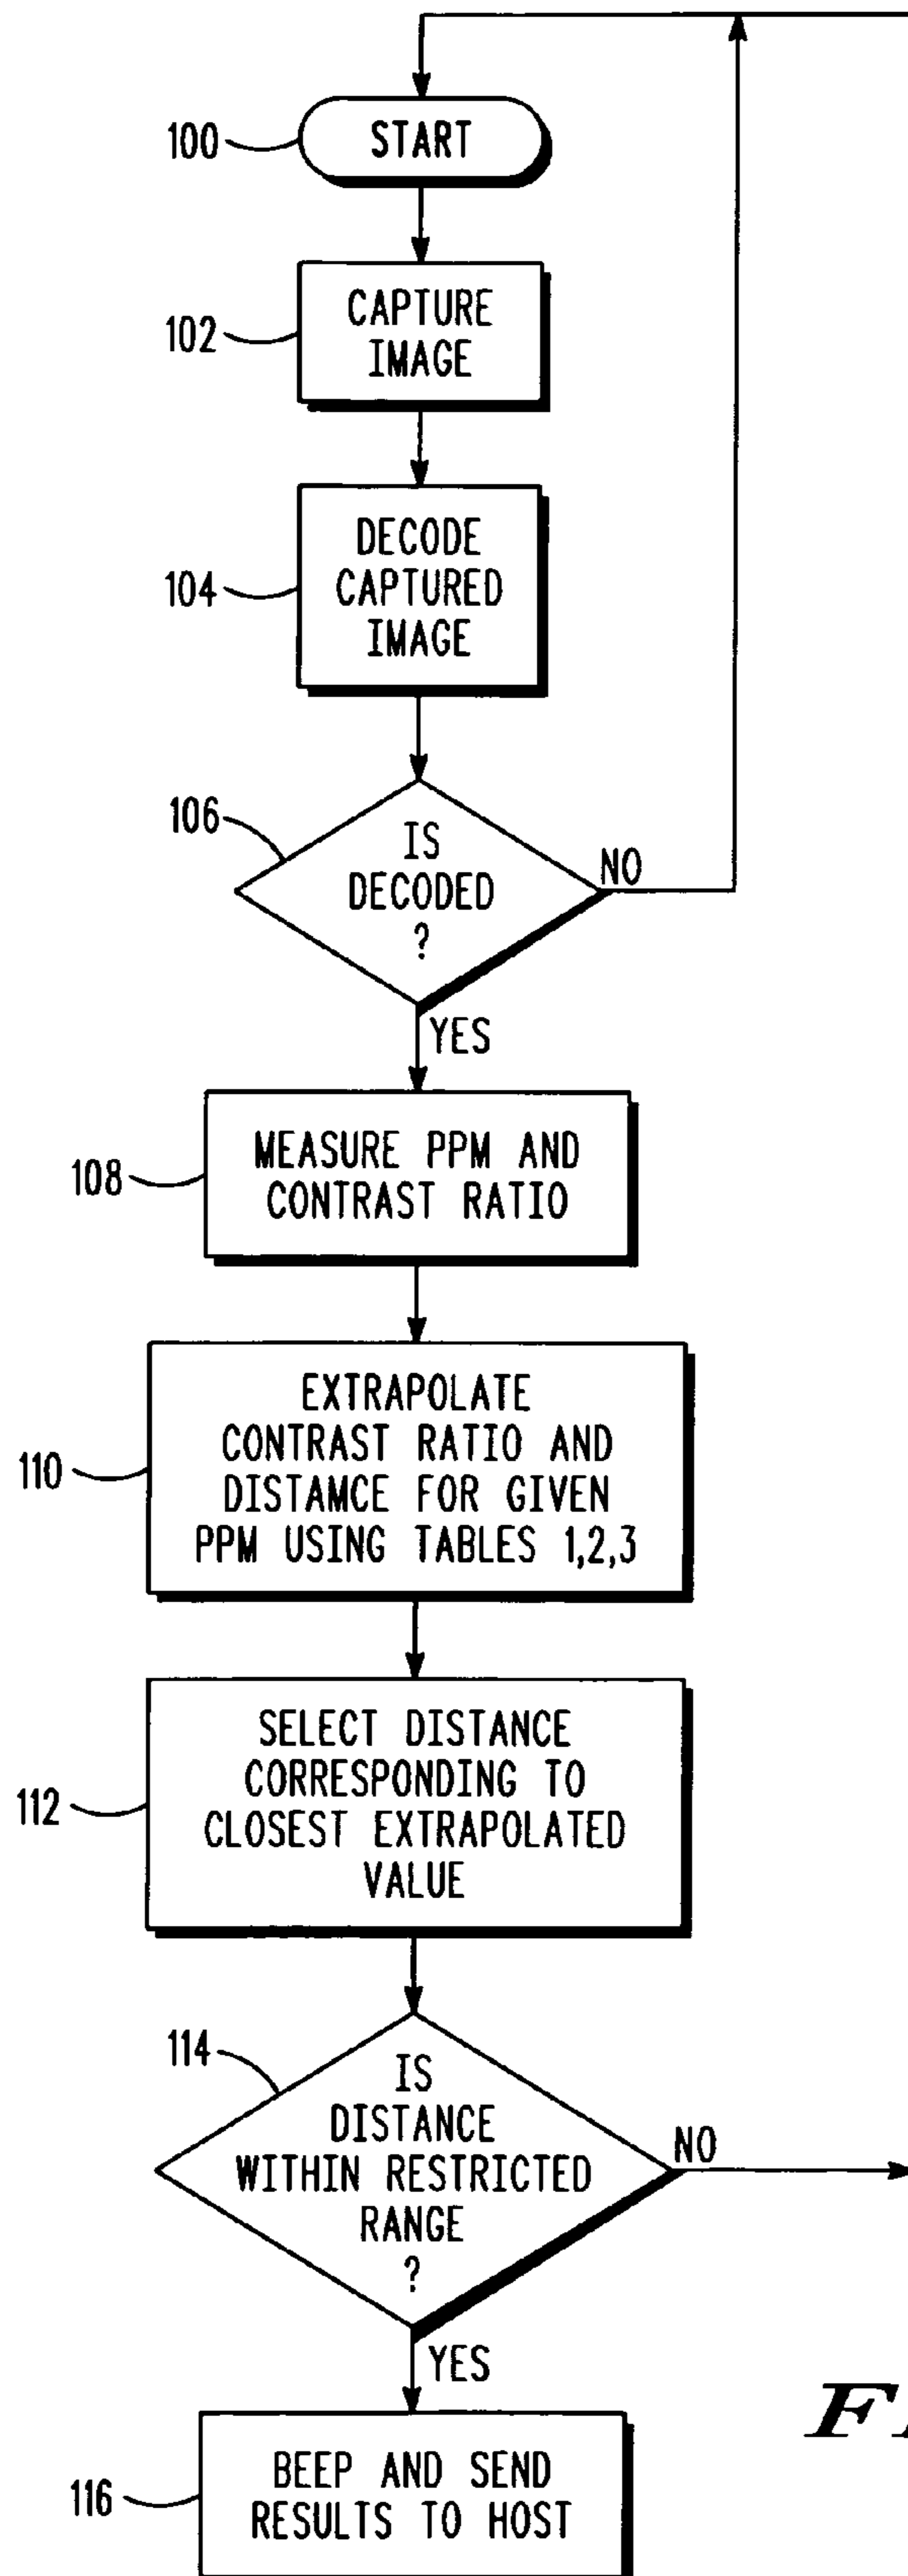 100
START
102
CAPTURE
IMAGE
104
DECODE
CAPTURED
IMAGE
106
IS
DECODED
?
NO
YES
108
MEASURE PPM AND
CONTRAST RATIO
110
EXTRAPOLATE
CONTRAST RATIO AND
DISTAMCE FOR GIVEN
PPM USING TABLES 1,2,3
112
SELECT DISTANCE
CORRESPONDING TO
CLOSEST EXTRAPOLATED
VALUE
114
IS
DISTANCE
WITHIN RESTRICTED
RANGE
?
NO
YES
116
BEEP AND SEND
RESULTS TO HOST